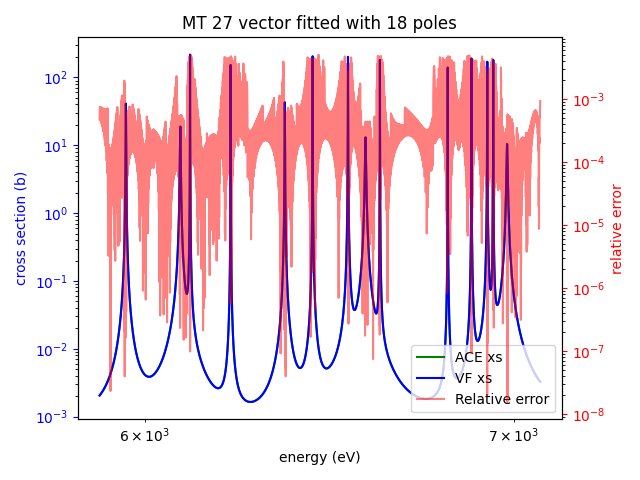 MT 27 vector fitted with 18 poles
cross section (b)
10²
10¹
10⁰
10⁻¹
10⁻²
10⁻³
10⁻³
10⁻⁴
10⁻⁵
10⁻⁶
10⁻⁷
10⁻⁸
relative error
ACE xs
VF xs
Relative error
6 × 10³
7 × 10³
energy (eV)